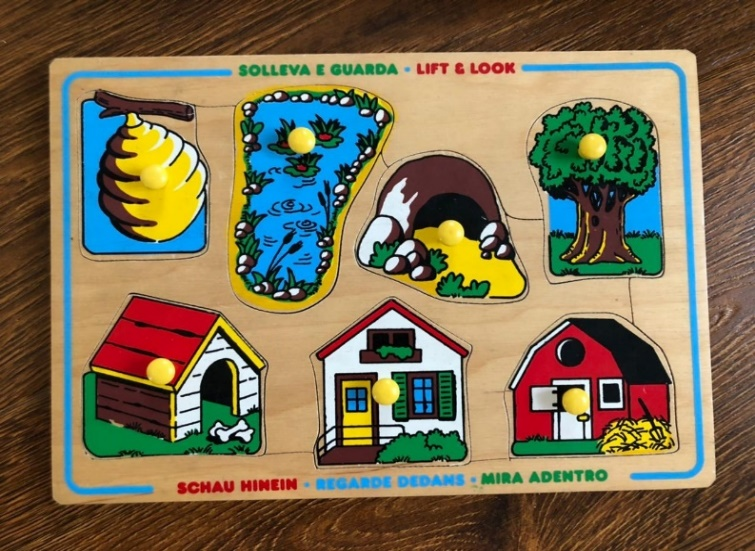 SOLLEVA E GUARDA • LIFT & LOOK
SCHAU HINEIN • REGARDE DEDANS • MIRA ADENTRO